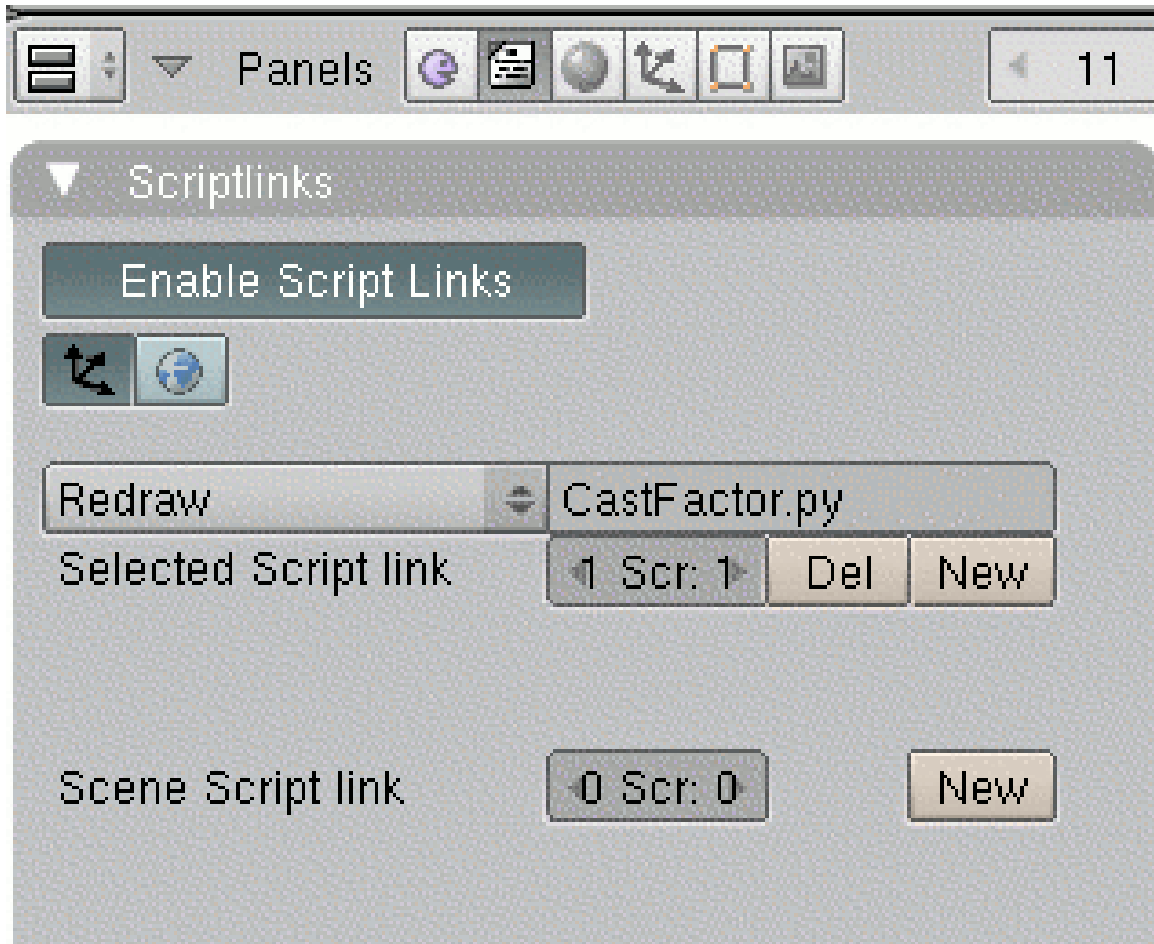 Panels 11
Scriptlinks
Enable Script Links
Redraw CastFactor.py
Selected Script link 1 Scr: 1 Del New
Scene Script link 0 Scr: 0 New